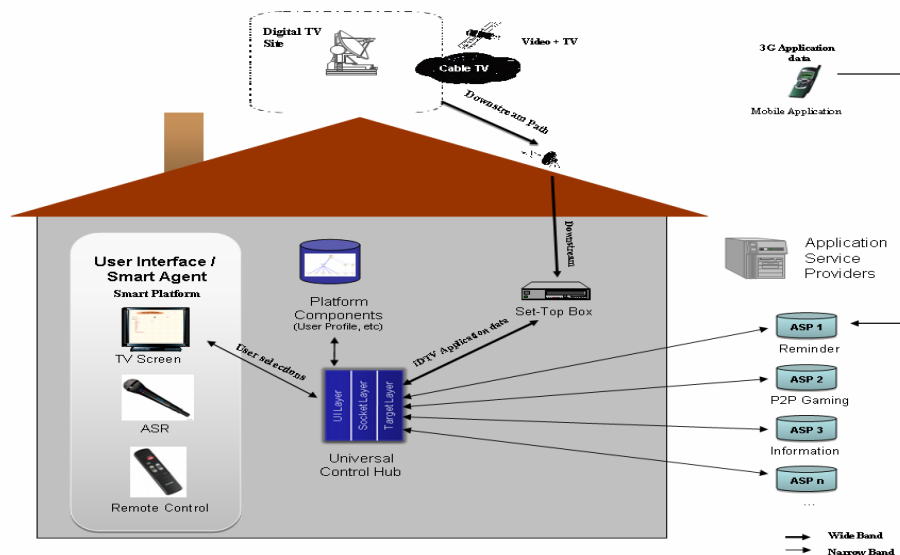 Digital TV
Site
Video + TV
Cable TV
3G Application
data
Mobile Application
Downstream Path
Downstream
User Interface /
Smart Agent
Smart Platform
TV Screen
ASR
Remote Control
Platform
Components
(User Profile, etc)
User selections
Set-Top Box
iDTV Application data
UI Layer
Socket Layer
Target Layer
Universal
Control Hub
Application
Service
Providers
ASP 1
Reminder
ASP 2
P2P Gaming
ASP 3
Information
ASP n
...
Wide Band
Narrow Band